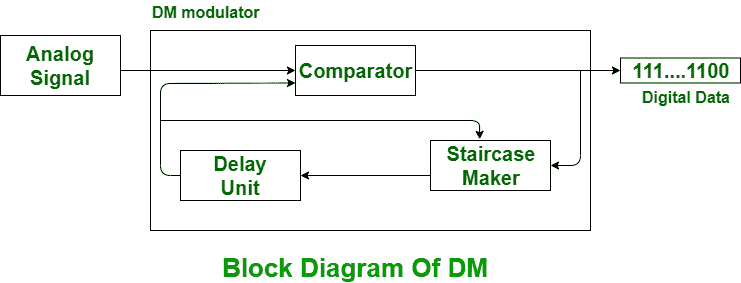 DM modulator
Analog
Signal
Comparator
111....1100
Digital Data
Delay
Unit
Staircase
Maker
Block Diagram Of DM